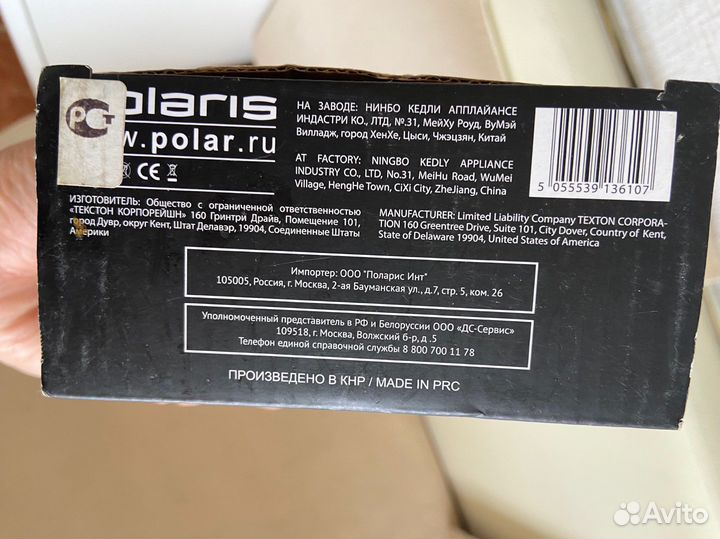 olaris
w.polar.ru
РСТ
CE
НА ЗАВОДЕ: НИНБО КЕДЛИ АППЛАЙАНСЕ
ИНДАСТРИ КО., ЛТД, №.31, МейХу Роуд, ВуМэй
Вилладж, город ХенХе, Цыси, Чжэцзян, Китай
AT FACTORY: NINGBO KEDLY APPLIANCE
INDUSTRY CO., LTD, No.31, MeiHu Road, WuMei
Village, HengHe Town, CiXi City, ZheJiang, China
5 055539 136107
ИЗГОТОВИТЕЛЬ: Общество с ограниченной ответственностью
«ТЕКСТОН КОРПОРЕЙШН» 160 Гринтри Драйв, Помещение 101,
город Дувр, округ Кент, Штат Делавэр, 19904, Соединенные Штаты
Америки
MANUFACTURER: Limited Liability Company TEXTON CORPORA-
TION 160 Greentree Drive, Suite 101, City Dover, Country of Kent,
State of Delaware 19904, United States of America
Импортер: ООО "Поларис Инт"
105005, Россия, г. Москва, 2-ая Бауманская ул., д.7, стр. 5, ком. 26
Уполномоченный представитель в РФ и Белоруссии ООО «ДС-Сервис»
109518, г. Москва, Волжский б-р, д .5
Телефон единой справочной службы 8 800 700 11 78
ПРОИЗВЕДЕНО В КНР / MADE IN PRC
Avito